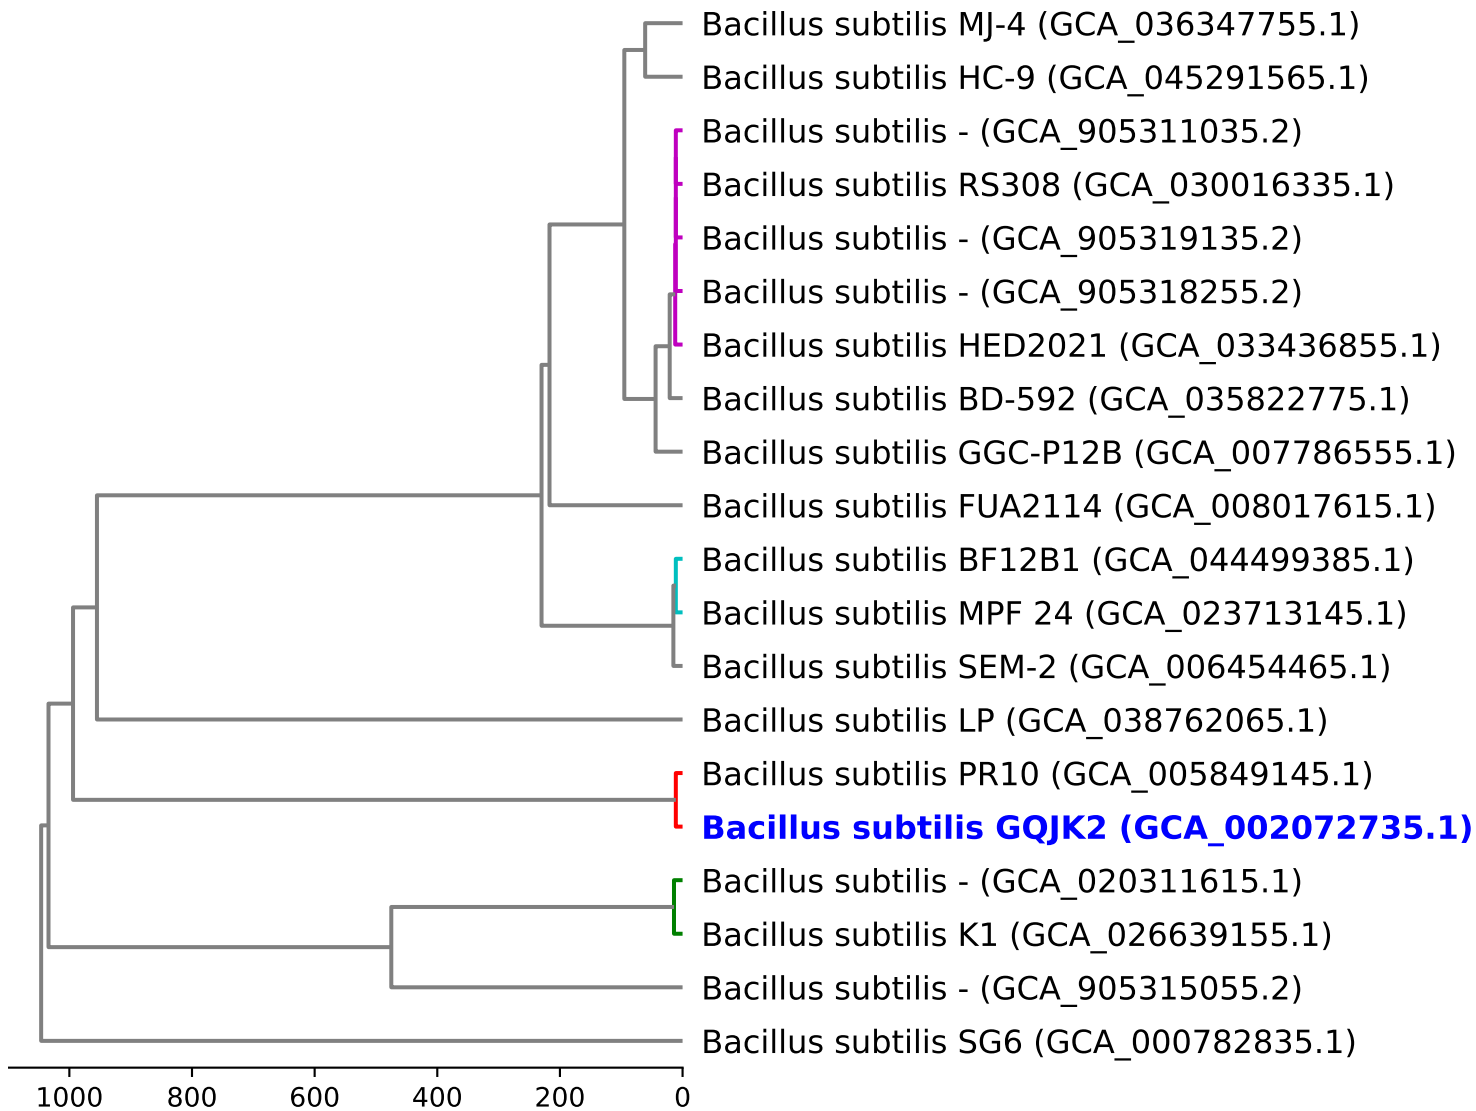 Bacillus subtilis MJ-4 (GCA_036347755.1)
Bacillus subtilis HC-9 (GCA_045291565.1)
Bacillus subtilis - (GCA_905311035.2)
Bacillus subtilis RS308 (GCA_030016335.1)
Bacillus subtilis - (GCA_905319135.2)
Bacillus subtilis - (GCA_905318255.2)
Bacillus subtilis HED2021 (GCA_033436855.1)
Bacillus subtilis BD-592 (GCA_035822775.1)
Bacillus subtilis GGC-P12B (GCA_007786555.1)
Bacillus subtilis FUA2114 (GCA_008017615.1)
Bacillus subtilis BF12B1 (GCA_044499385.1)
Bacillus subtilis MPF 24 (GCA_023713145.1)
Bacillus subtilis SEM-2 (GCA_006454465.1)
Bacillus subtilis LP (GCA_038762065.1)
Bacillus subtilis PR10 (GCA_005849145.1)
Bacillus subtilis GQJK2 (GCA_002072735.1)
Bacillus subtilis - (GCA_020311615.1)
Bacillus subtilis K1 (GCA_026639155.1)
Bacillus subtilis - (GCA_905315055.2)
Bacillus subtilis SG6 (GCA_000782835.1)
1000 800 600 400 200 0